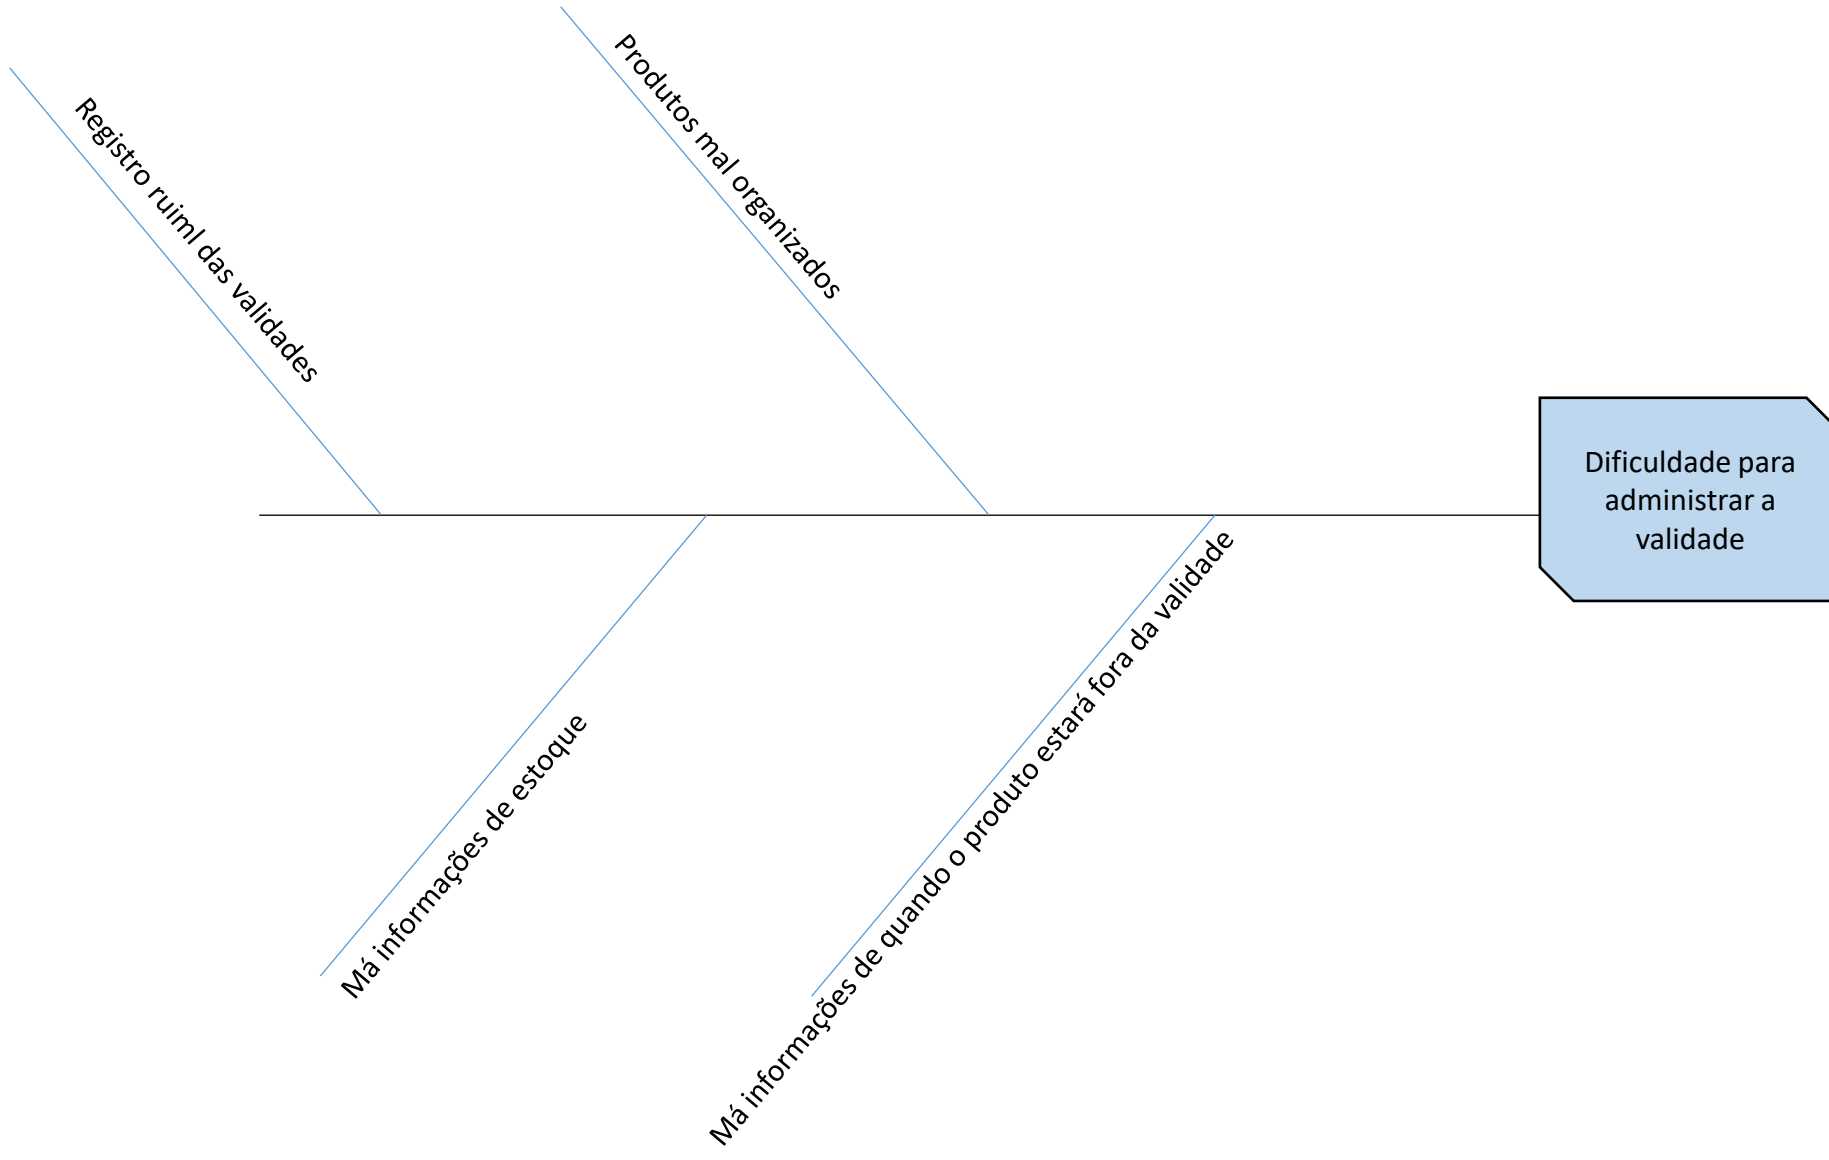 Registro ruiml das validades
Produtos mal organizados
Dificuldade para
administrar a
validade
Má informações de estoque
Má informações de quando o produto estará fora da validade